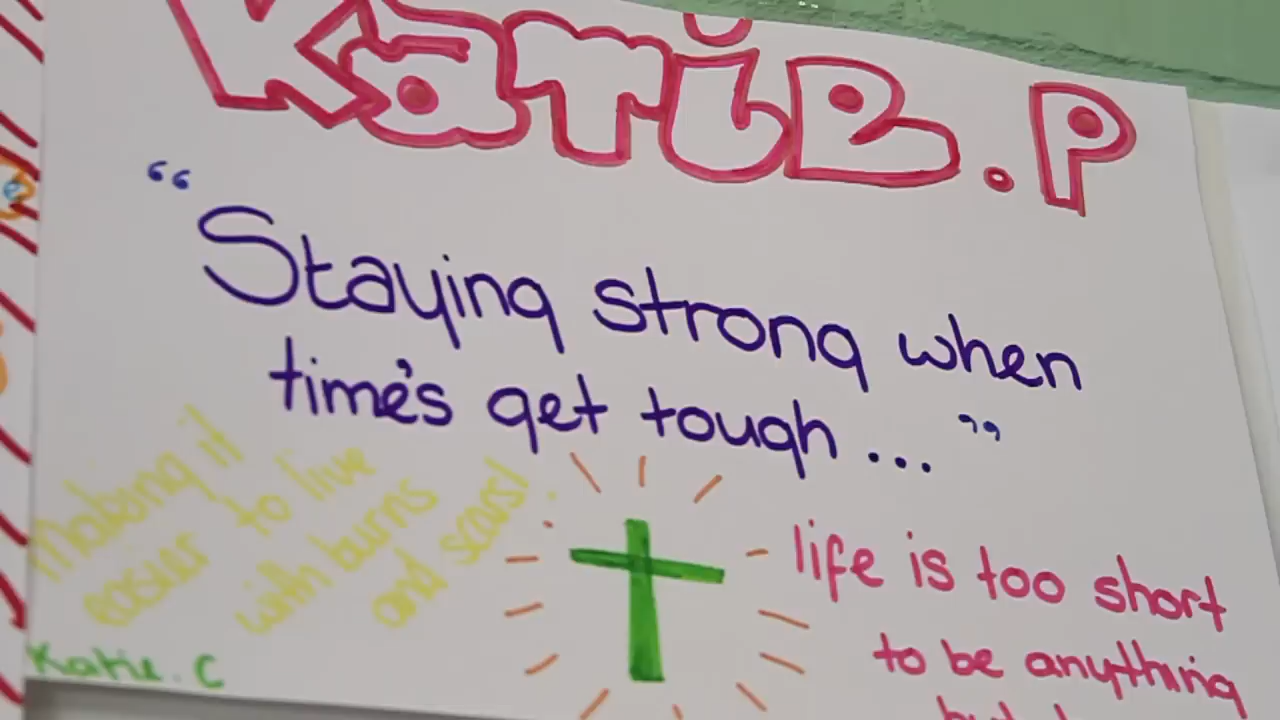 Katie.P
“Staying strong when
time's get tough ...”
Making it
easier to live
with burns
and scars!
Katie.C
life is too short
to be anything
but